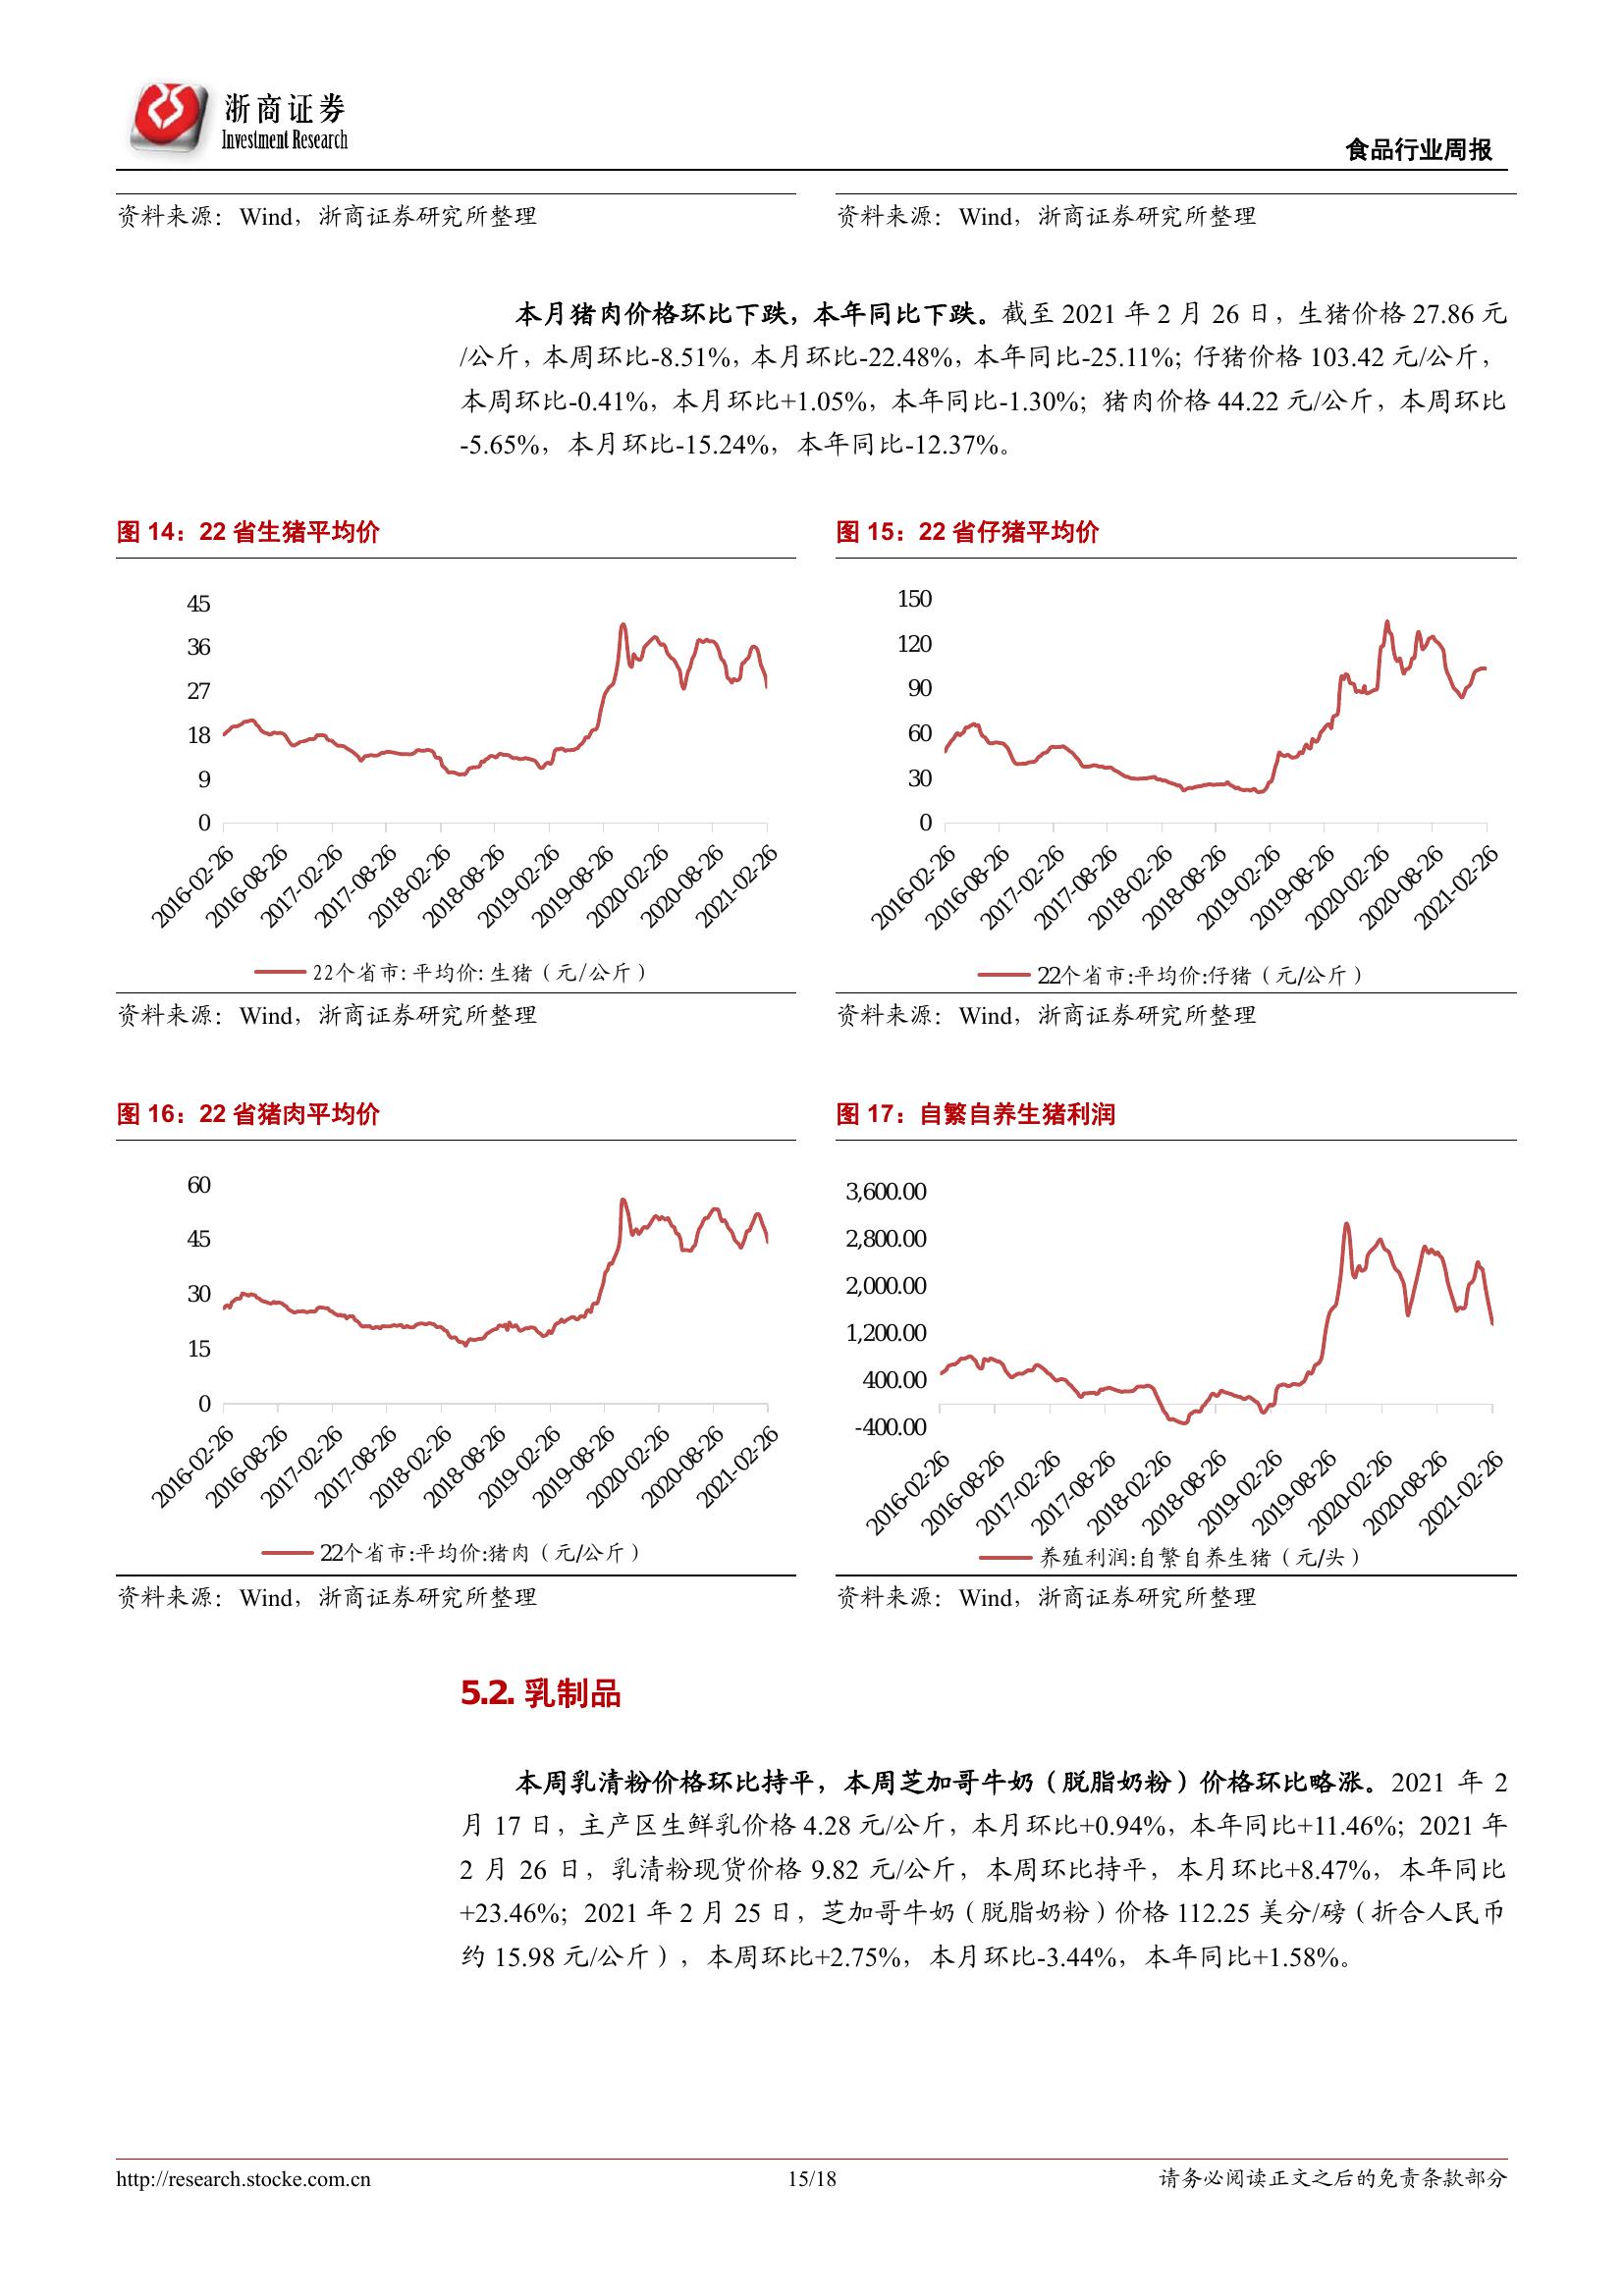 浙商证券
Investment Research
食品行业周报
资料来源：Wind，浙商证券研究所整理
资料来源：Wind，浙商证券研究所整理
本月猪肉价格环比下跌，本年同比下跌。截至 2021 年 2 月 26 日，生猪价格 27.86 元
/公斤，本周环比-8.51%，本月环比-22.48%，本年同比-25.11%；仔猪价格 103.42 元/公斤，
本周环比-0.41%，本月环比+1.05%，本年同比-1.30%；猪肉价格 44.22 元/公斤，本周环比
-5.65%，本月环比-15.24%，本年同比-12.37%。
图 14：22 省生猪平均价
45
36
27
18
9
0
2016-02-26
2016-08-26
2017-02-26
2017-08-26
2018-02-26
2018-08-26
2019-02-26
2019-08-26
2020-02-26
2020-08-26
2021-02-26
22个省市:平均价:生猪（元/公斤）
资料来源：Wind，浙商证券研究所整理
图 15：22 省仔猪平均价
150
120
90
60
30
0
2016-02-26
2016-08-26
2017-02-26
2017-08-26
2018-02-26
2018-08-26
2019-02-26
2019-08-26
2020-02-26
2020-08-26
2021-02-26
22个省市:平均价:仔猪（元/公斤）
资料来源：Wind，浙商证券研究所整理
图 16：22 省猪肉平均价
60
45
30
15
0
2016-02-26
2016-08-26
2017-02-26
2017-08-26
2018-02-26
2018-08-26
2019-02-26
2019-08-26
2020-02-26
2020-08-26
2021-02-26
22个省市:平均价:猪肉（元/公斤）
资料来源：Wind，浙商证券研究所整理
图 17：自繁自养生猪利润
3,600.00
2,800.00
2,000.00
1,200.00
400.00
-400.00
2016-02-26
2016-08-26
2017-02-26
2017-08-26
2018-02-26
2018-08-26
2019-02-26
2019-08-26
2020-02-26
2020-08-26
2021-02-26
养殖利润:自繁自养生猪（元/头）
资料来源：Wind，浙商证券研究所整理
5.2. 乳制品
本周乳清粉价格环比持平，本周芝加哥牛奶（脱脂奶粉）价格环比略涨。2021 年 2
月 17 日，主产区生鲜乳价格 4.28 元/公斤，本月环比+0.94%，本年同比+11.46%；2021 年
2 月 26 日，乳清粉现货价格 9.82 元/公斤，本周环比持平，本月环比+8.47%，本年同比
+23.46%；2021 年 2 月 25 日，芝加哥牛奶（脱脂奶粉）价格 112.25 美分/磅（折合人民币
约 15.98 元/公斤），本周环比+2.75%，本月环比-3.44%，本年同比+1.58%。
http://research.stocke.com.cn
15/18
请务必阅读正文之后的免责条款部分